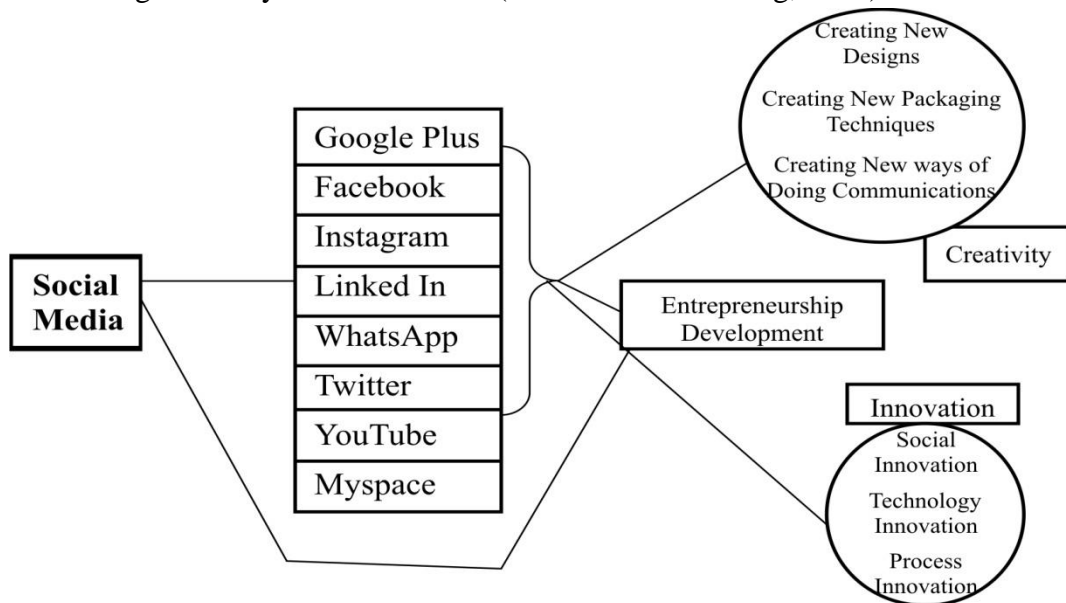 Social
Media
Google Plus
Facebook
Instagram
Linked In
WhatsApp
Twitter
YouTube
Myspace
Creating New
Designs
Creating New Packaging
Techniques
Creating New ways of
Doing Communications
Creativity
Entrepreneurship
Development
Innovation
Social
Innovation
Technology
Innovation
Process
Innovation